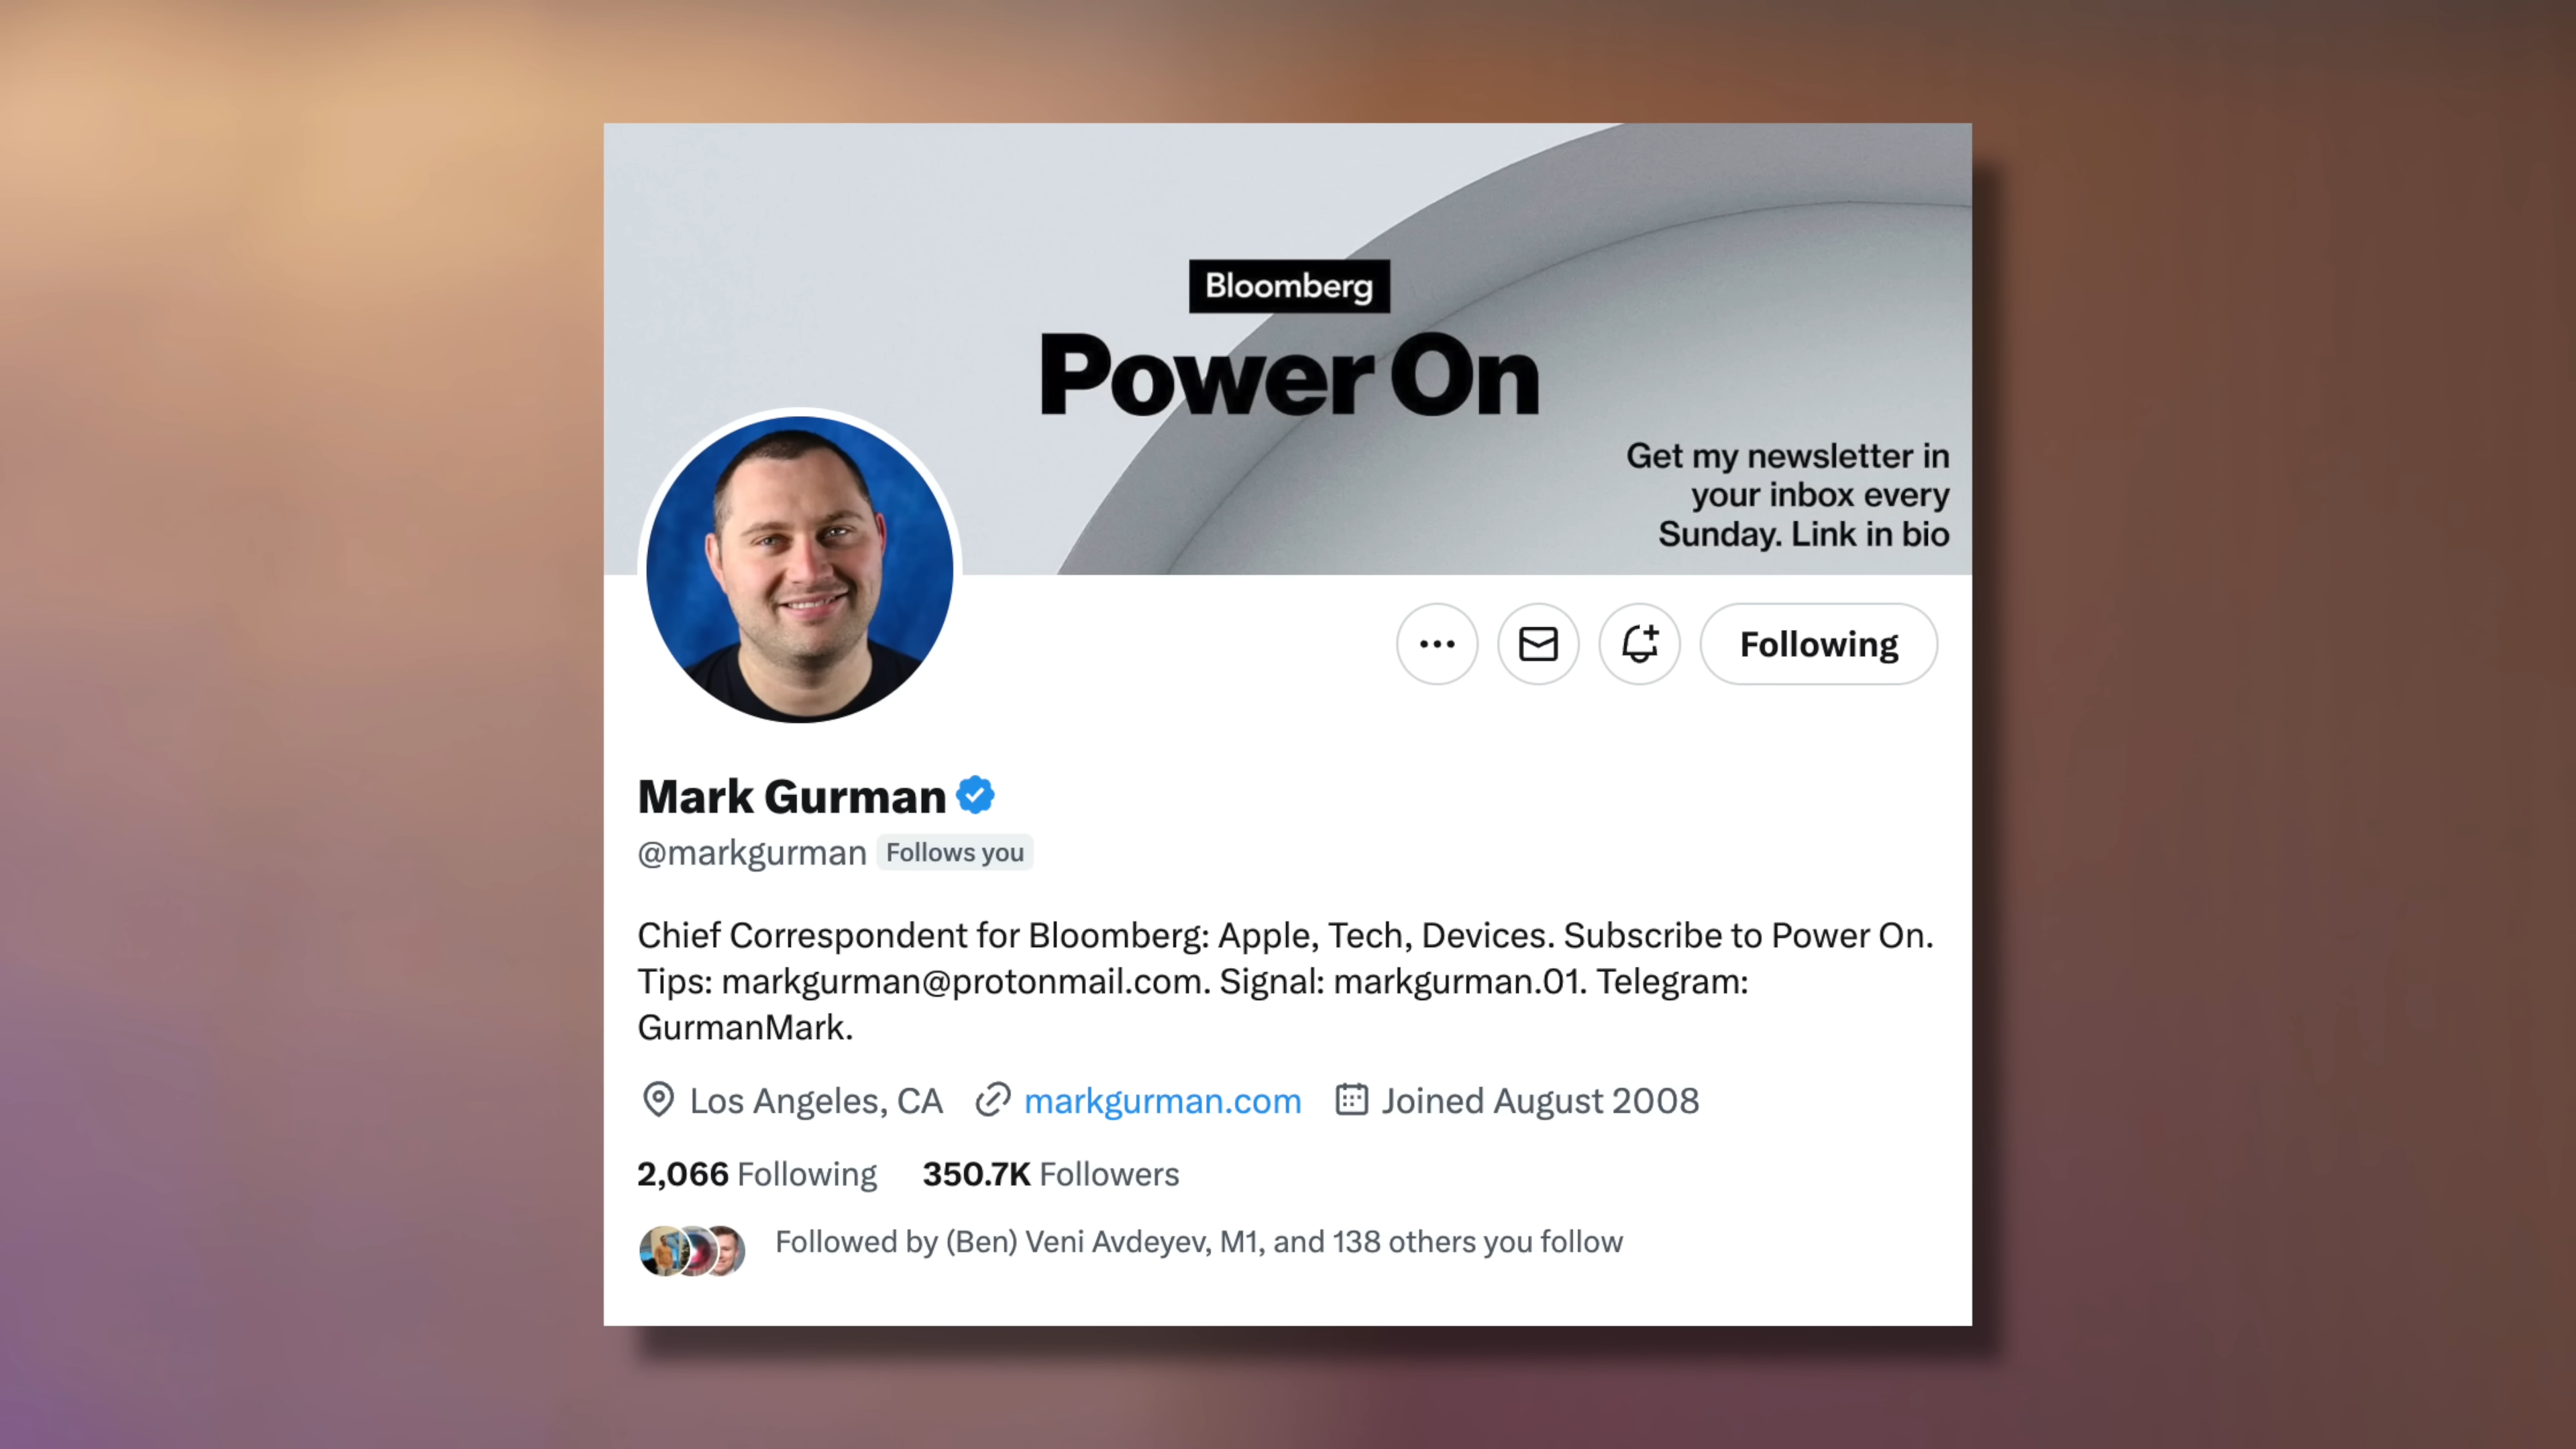 Bloomberg
Power On
Get my newsletter in
your inbox every
Sunday. Link in bio
Following
Mark Gurman
@markgurman Follows you
Chief Correspondent for Bloomberg: Apple, Tech, Devices. Subscribe to Power On.
Tips: markgurman@protonmail.com. Signal: markgurman.01. Telegram:
GurmanMark.
Los Angeles, CA markgurman.com Joined August 2008
2,066 Following 350.7K Followers
Followed by (Ben) Veni Avdeyev, M1, and 138 others you follow